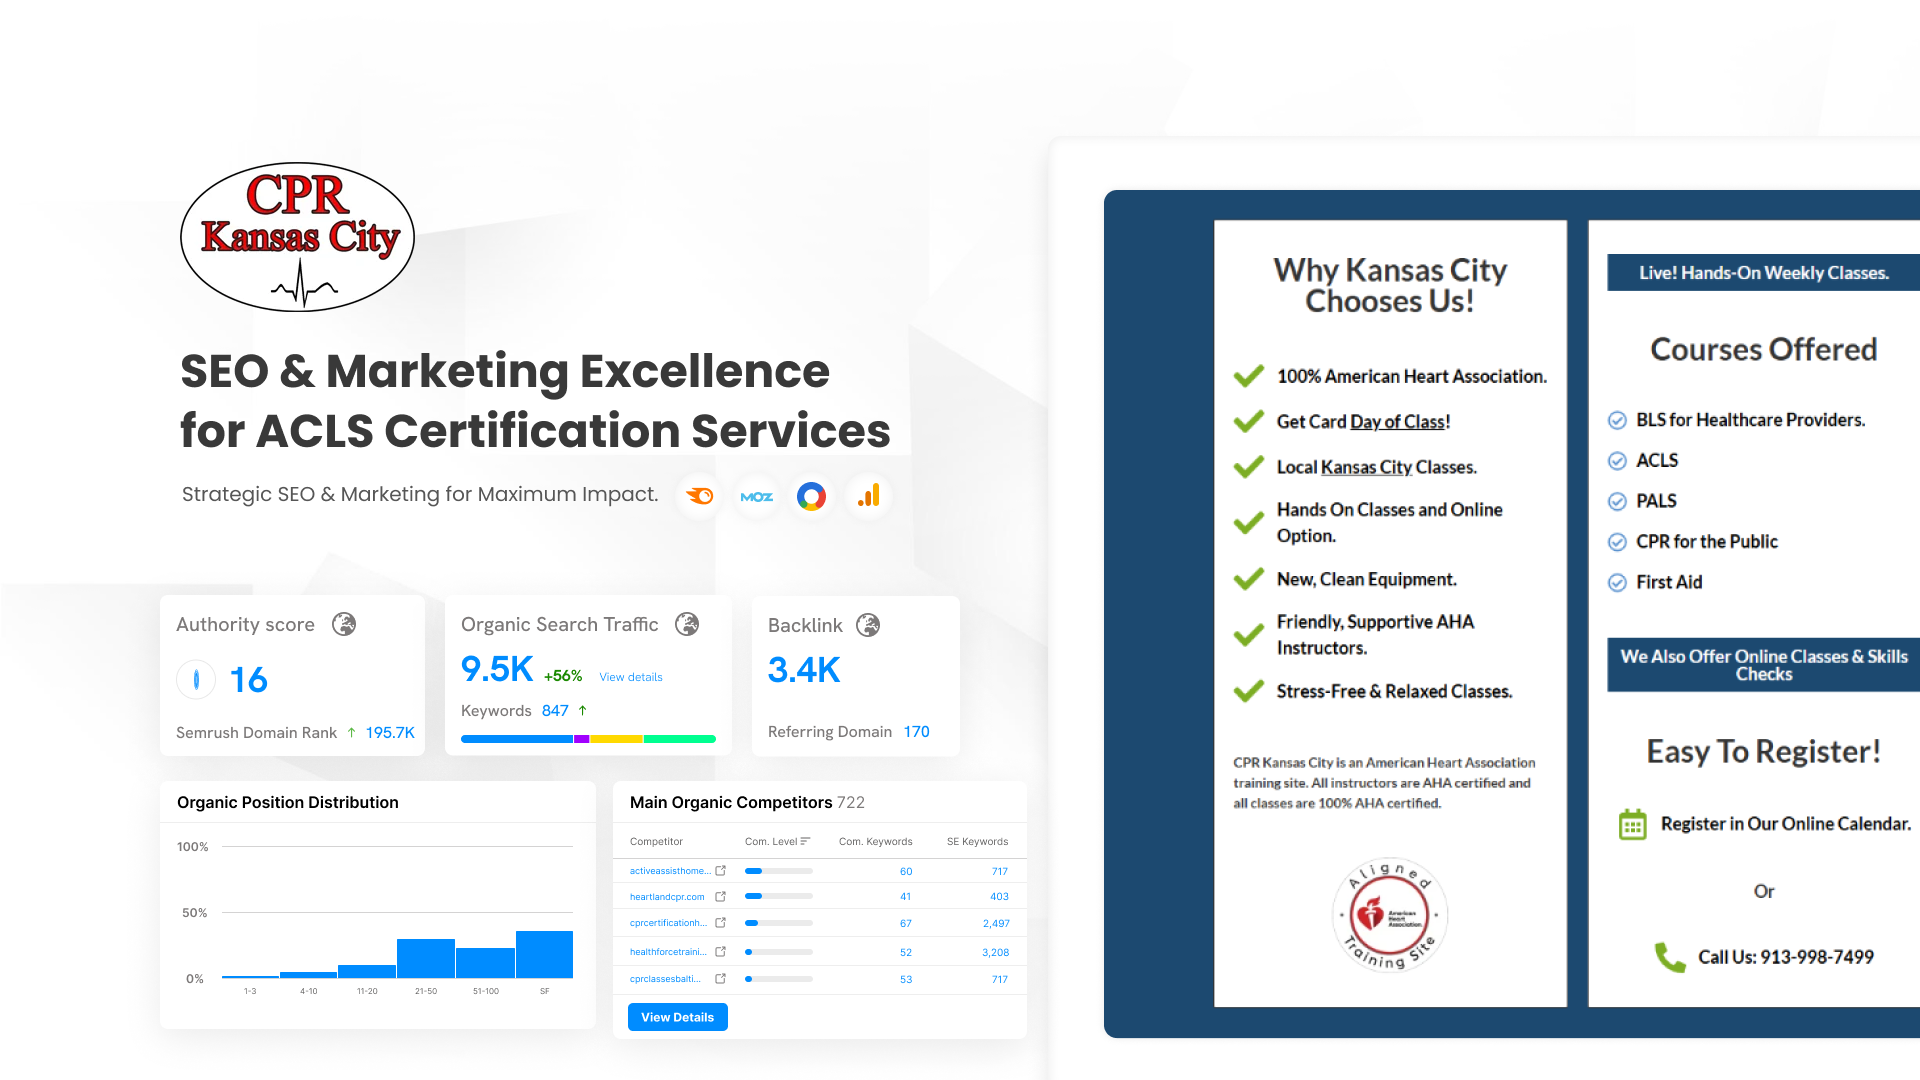 CPR
Kansas City
SEO & Marketing Excellence
for ACLS Certification Services
Strategic SEO & Marketing for Maximum Impact.
MOZ
Authority score
16
Semrush Domain Rank ↑ 195.7K
Organic Search Traffic
9.5K +56% View details
Keywords 847 ↑
Backlink
3.4K
Referring Domain 170
Organic Position Distribution
100%
50%
0%
1-3 4-10 11-20 21-50 51-100 SF
Main Organic Competitors 722
Competitor Com. Level Com. Keywords SE Keywords
activeassisthome... 60 717
heartlandcpr.com 41 403
cprcertificationh... 67 2,497
healthforcetraini... 52 3,208
cprclassesbalti... 53 717
View Details
Why Kansas City
Chooses Us!
100% American Heart Association.
Get Card Day of Class!
Local Kansas City Classes.
Hands On Classes and Online
Option.
New, Clean Equipment.
Friendly, Supportive AHA
Instructors.
Stress-Free & Relaxed Classes.
CPR Kansas City is an American Heart Association
training site. All instructors are AHA certified and
all classes are 100% AHA certified.
Aligned
American
Heart
Association.
Training Site
Live! Hands-On Weekly Classes.
Courses Offered
BLS for Healthcare Providers.
ACLS
PALS
CPR for the Public
First Aid
We Also Offer Online Classes & Skills
Checks
Easy To Register!
Register in Our Online Calendar.
Or
Call Us: 913-998-7499